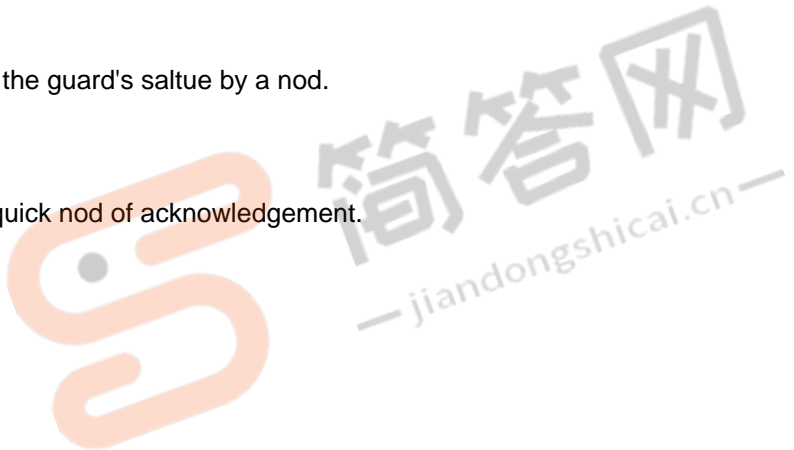 the guard's saltue by a nod.
quick nod of acknowledgement.
简答网
jiandongshicai.cn